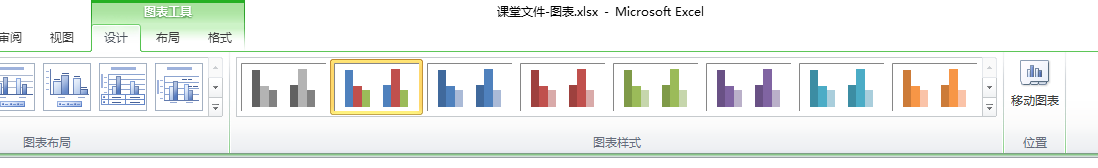 图表工具
课堂文件-图表.xlsx - Microsoft Excel
审阅 视图 设计 布局 格式
移动图表
图表布局 图表样式 位置